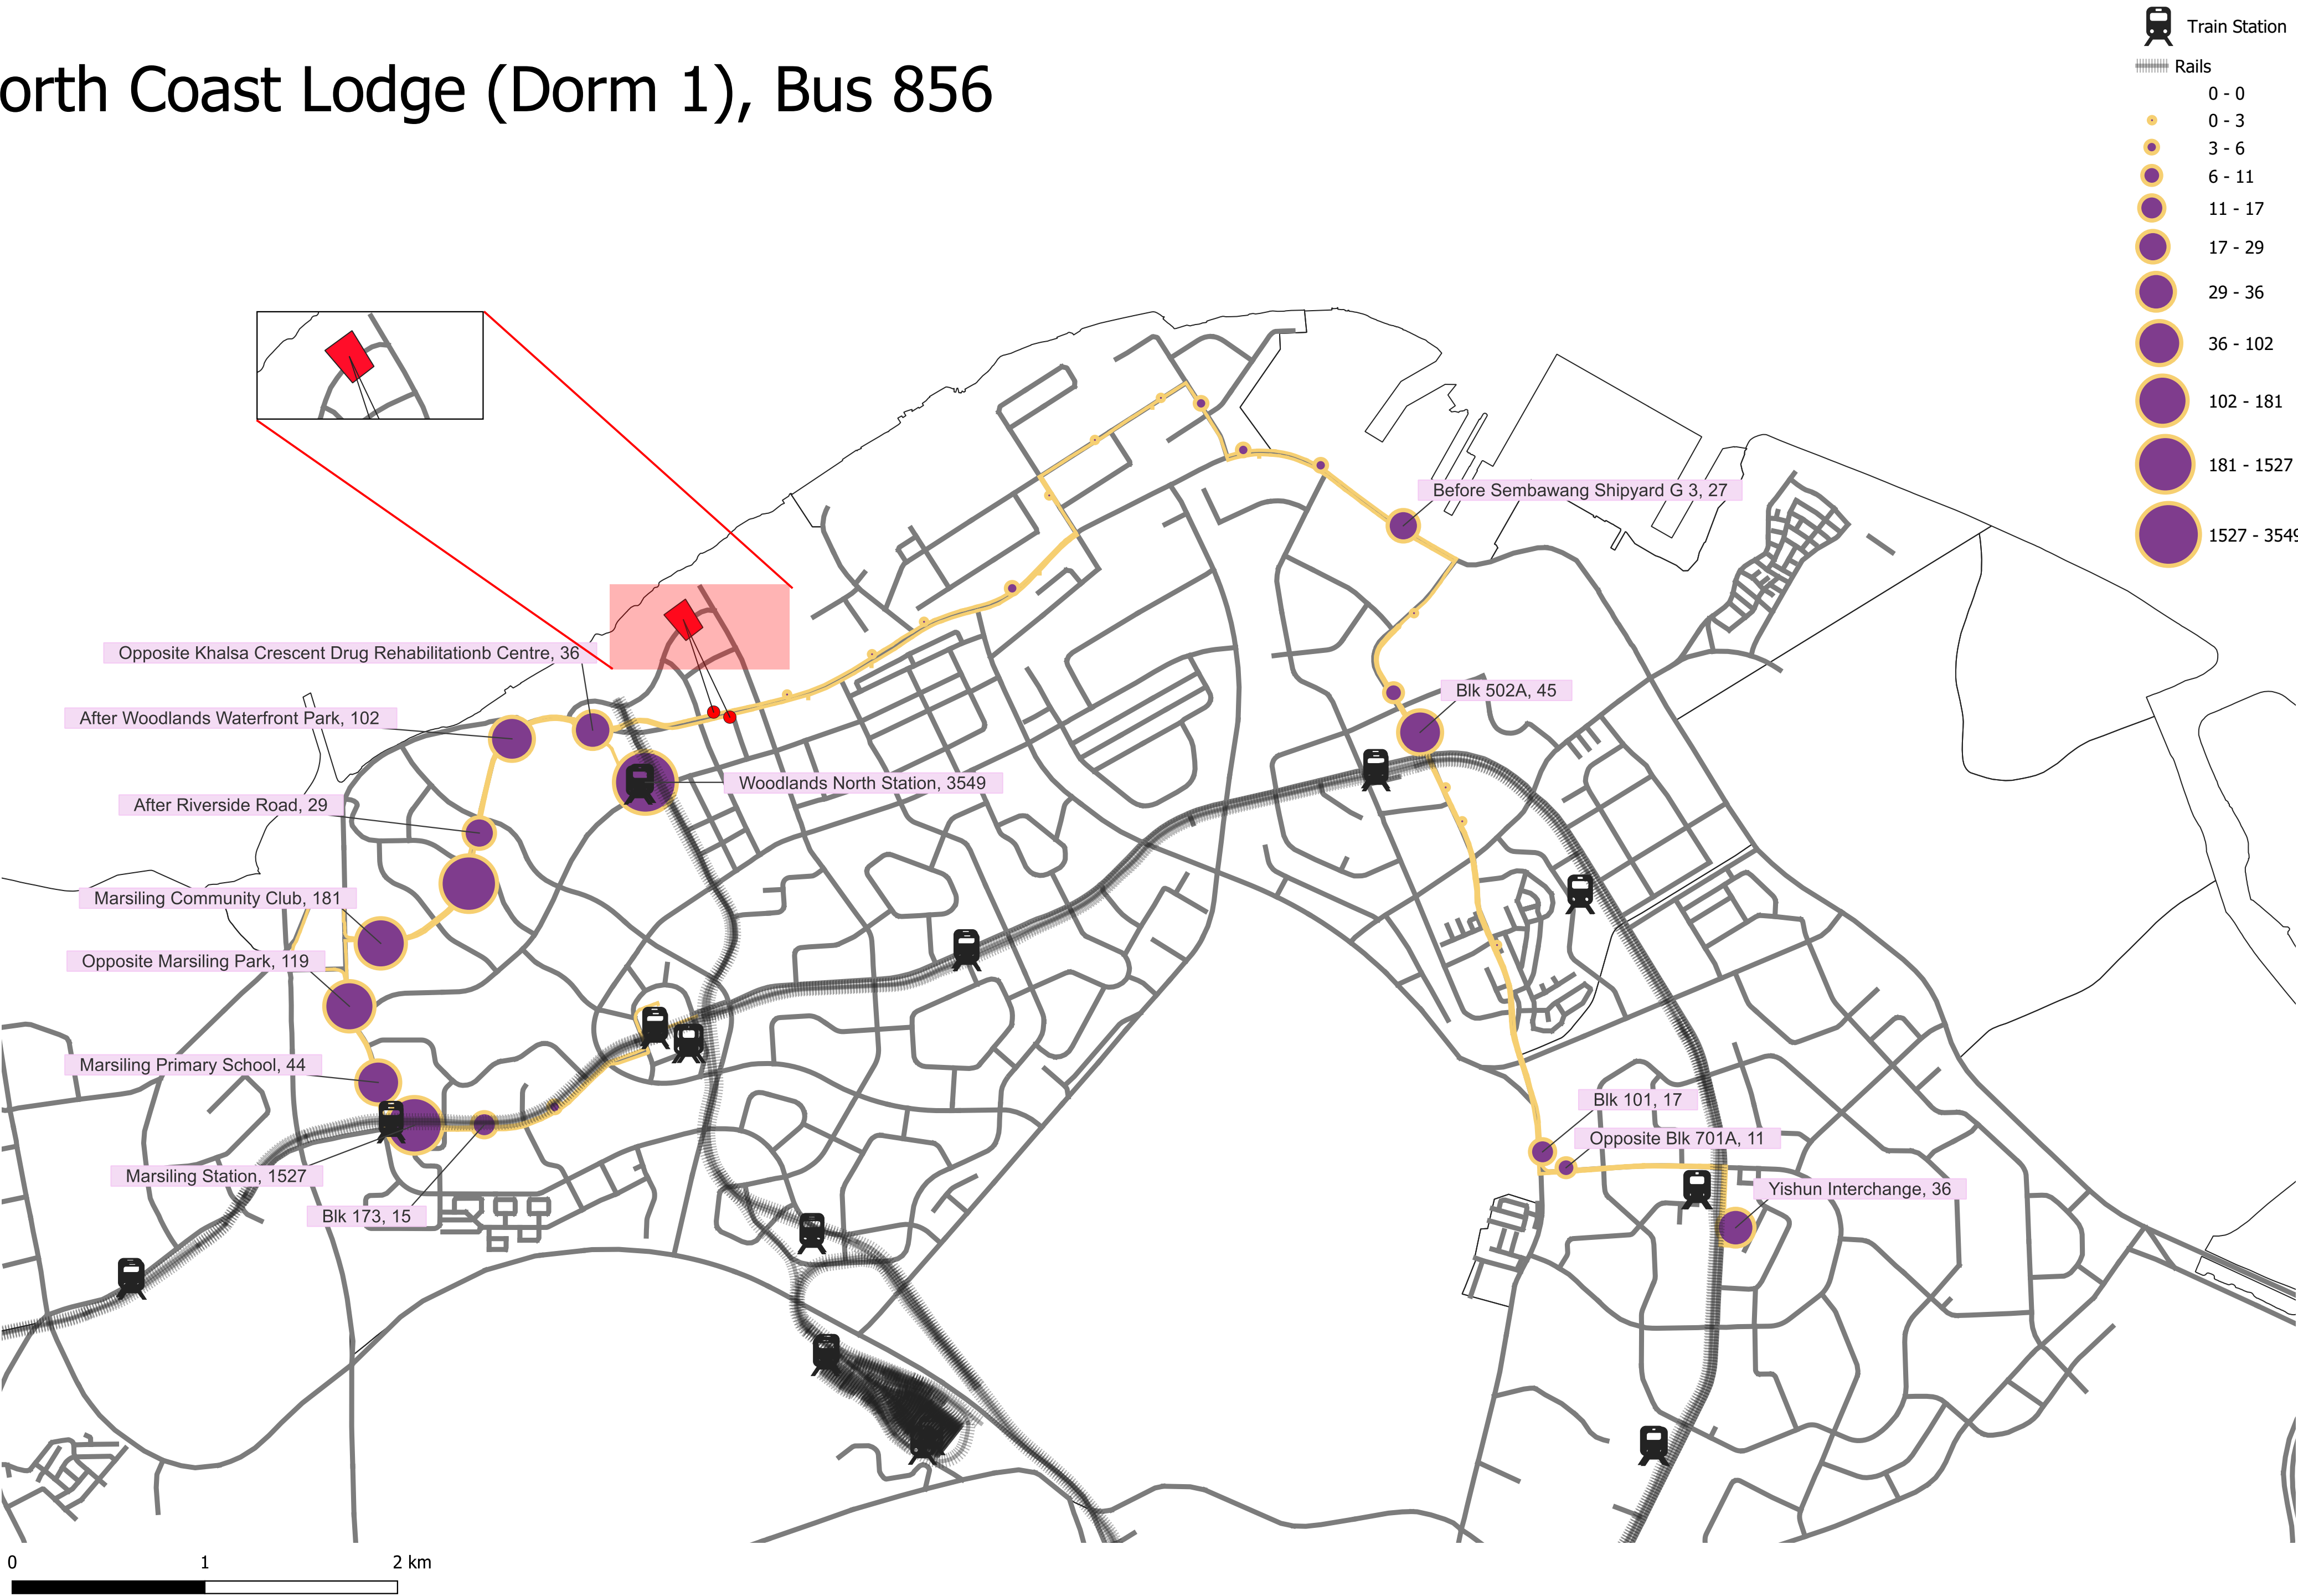 Train Station
Rails
orth Coast Lodge (Dorm 1), Bus 856
0 - 0
0 - 3
3 - 6
6 - 11
11 - 17
17 - 29
29 - 36
36 - 102
102 - 181
181 - 1527
1527 - 3549
Before Sembawang Shipyard G 3, 27
Opposite Khalsa Crescent Drug Rehabilitationb Centre, 36
Blk 502A, 45
After Woodlands Waterfront Park, 102
Woodlands North Station, 3549
After Riverside Road, 29
Marsiling Community Club, 181
Opposite Marsiling Park, 119
Marsiling Primary School, 44
Blk 101, 17
Opposite Blk 701A, 11
Marsiling Station, 1527
Yishun Interchange, 36
Blk 173, 15
0 1 2 km